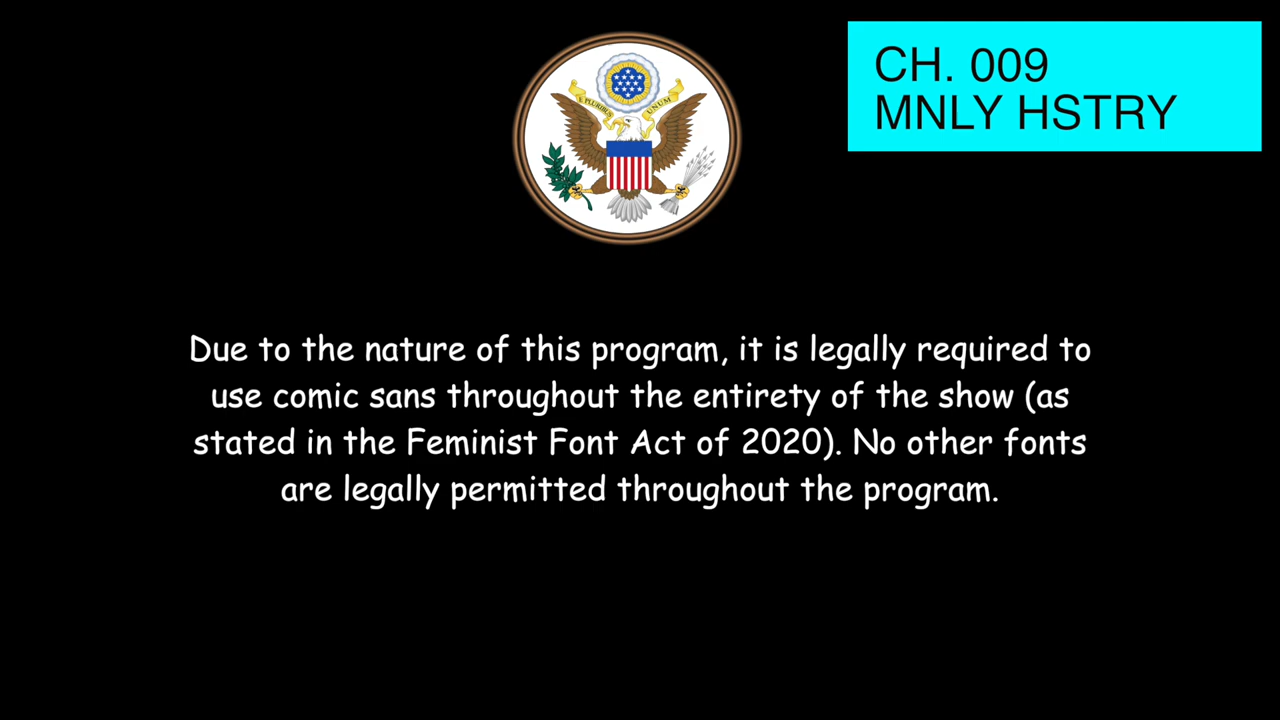 CH. 009
MNLY HSTRY
E PLURIBUS UNUM
Due to the nature of this program, it is legally required to
use comic sans throughout the entirety of the show (as
stated in the Feminist Font Act of 2020). No other fonts
are legally permitted throughout the program.